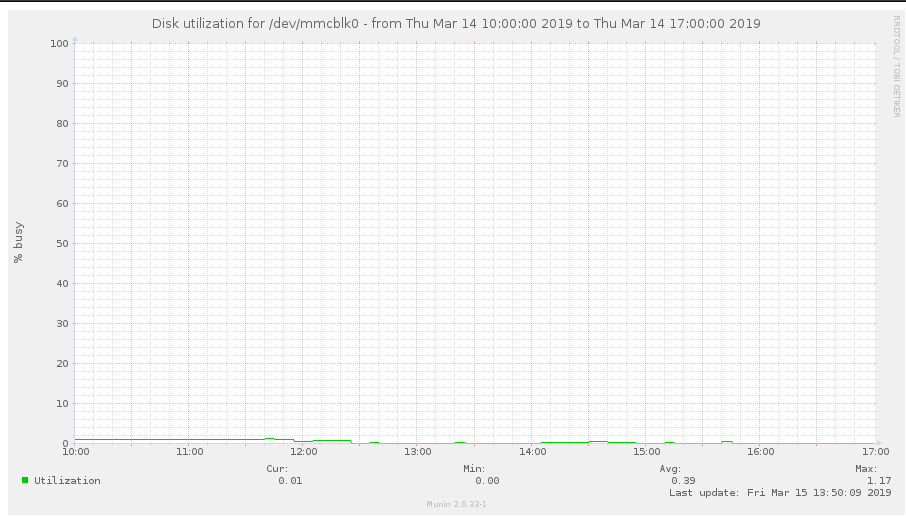 Disk utilization for /dev/mmcblk0 - from Thu Mar 14 10:00:00 2019 to Thu Mar 14 17:00:00 2019
RRDTOOL / TOBI OETIKER
% busy
100
90
80
70
60
50
40
30
20
10
0
10:00 11:00 12:00 13:00 14:00 15:00 16:00 17:00
Cur: Min: Avg: Max:
Utilization 0.01 0.00 0.39 1.17
Last update: Fri Mar 15 13:50:09 2019
Munin 2.0.33-1